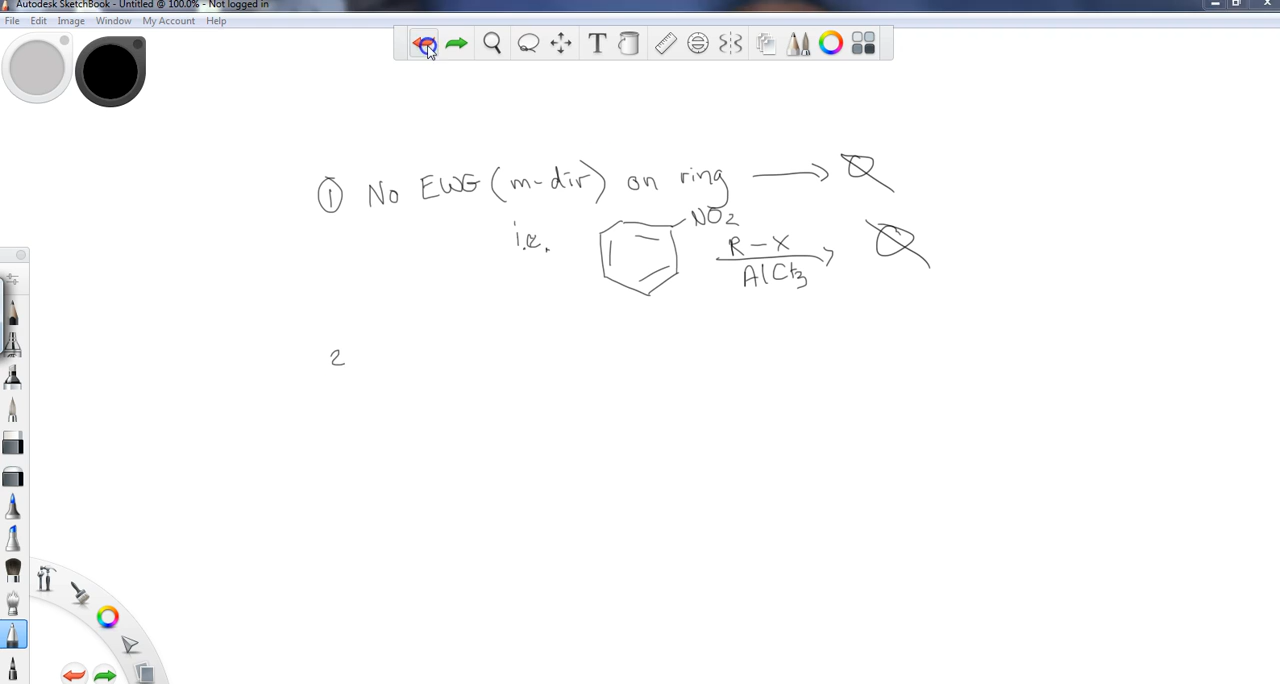 Autodesk SketchBook - Untitled @ 100.0% - Not logged in
File Edit Image Window My Account Help
① No EWG (m-dir) on ring ⟶ Ø
i.e. NO2 R-X ⟶ Ø
AlCl3
2